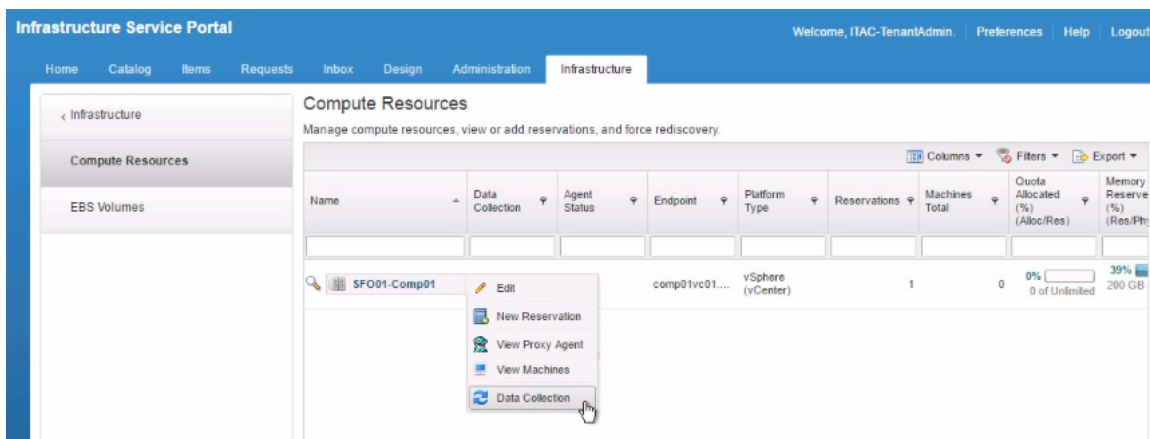 Infrastructure Service Portal
Welcome, ITAC-TenantAdmin. | Preferences | Help | Logout
Home Catalog Items Requests Inbox Design Administration Infrastructure
< Infrastructure
Compute Resources
EBS Volumes
Compute Resources
Manage compute resources, view or add reservations, and force rediscovery.
Columns Filters Export
Name
Data
Collection
Agent
Status
Endpoint
Platform
Type
Reservations
Machines
Total
Quota
Allocated
(%)
(Alloc/Res)
Memory
Reserve
(%)
(Res/Phy
SFO01-Comp01
comp01vc01....
vSphere
(vCenter)
1
0
0%
0 of Unlimited
39%
200 GB
Edit
New Reservation
View Proxy Agent
View Machines
Data Collection